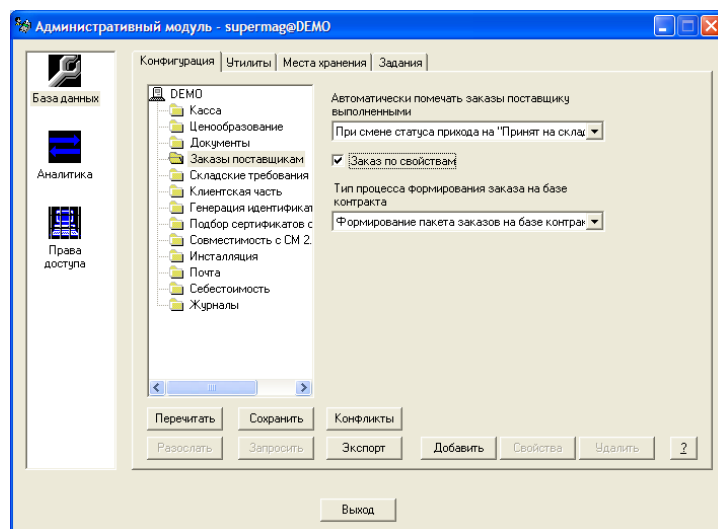 Административный модуль - supermag@DEMO
Конфигурация Утилиты Места хранения Задания
База данных
Аналитика
Права
доступа
DEMO
Касса
Ценообразование
Документы
Заказы поставщикам
Складские требования
Клиентская часть
Генерация идентификат
Подбор сертификатов с
Совместимость с СМ 2.
Инсталляция
Почта
Себестоимость
Журналы
Автоматически помечать заказы поставщику
выполненными
При смене статуса прихода на "Принят на склад
Заказ по свойствам
Тип процесса формирования заказа на базе
контракта
Формирование пакета заказов на базе контрак
Перечитать Сохранить Конфликты
Разослать Запросить Экспорт Добавить Свойства Удалить ?
Выход